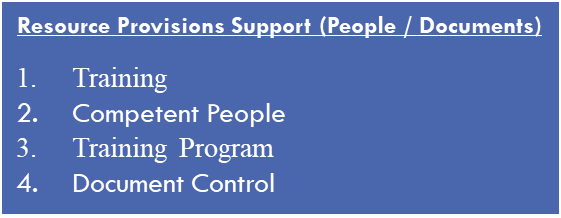 Resource Provisions Support (People / Documents)
1. Training
2. Competent People
3. Training Program
4. Document Control